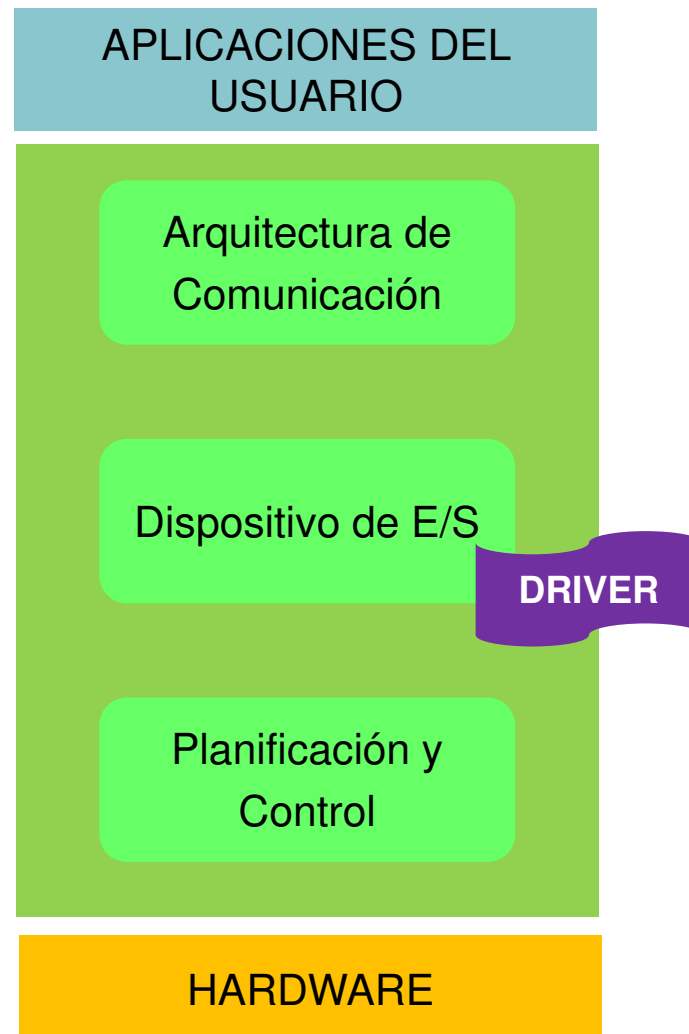 APLICACIONES DEL
USUARIO
Arquitectura de
Comunicación
Dispositivo de E/S
DRIVER
Planificación y
Control
HARDWARE